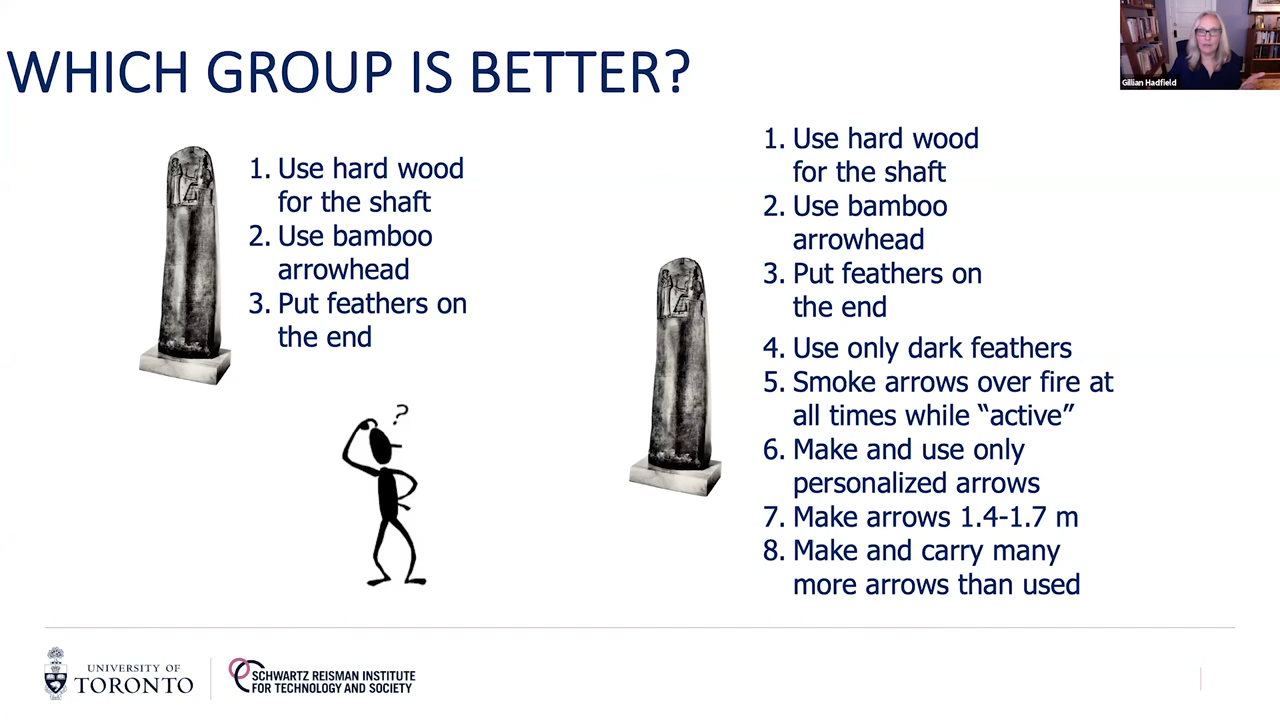 WHICH GROUP IS BETTER?
Gillian Hadfield
1. Use hard wood
for the shaft
2. Use bamboo
arrowhead
3. Put feathers on
the end
?
1. Use hard wood
for the shaft
2. Use bamboo
arrowhead
3. Put feathers on
the end
4. Use only dark feathers
5. Smoke arrows over fire at
all times while “active”
6. Make and use only
personalized arrows
7. Make arrows 1.4-1.7 m
8. Make and carry many
more arrows than used
UNIVERSITY OF
TORONTO
SCHWARTZ REISMAN INSTITUTE
FOR TECHNOLOGY AND SOCIETY